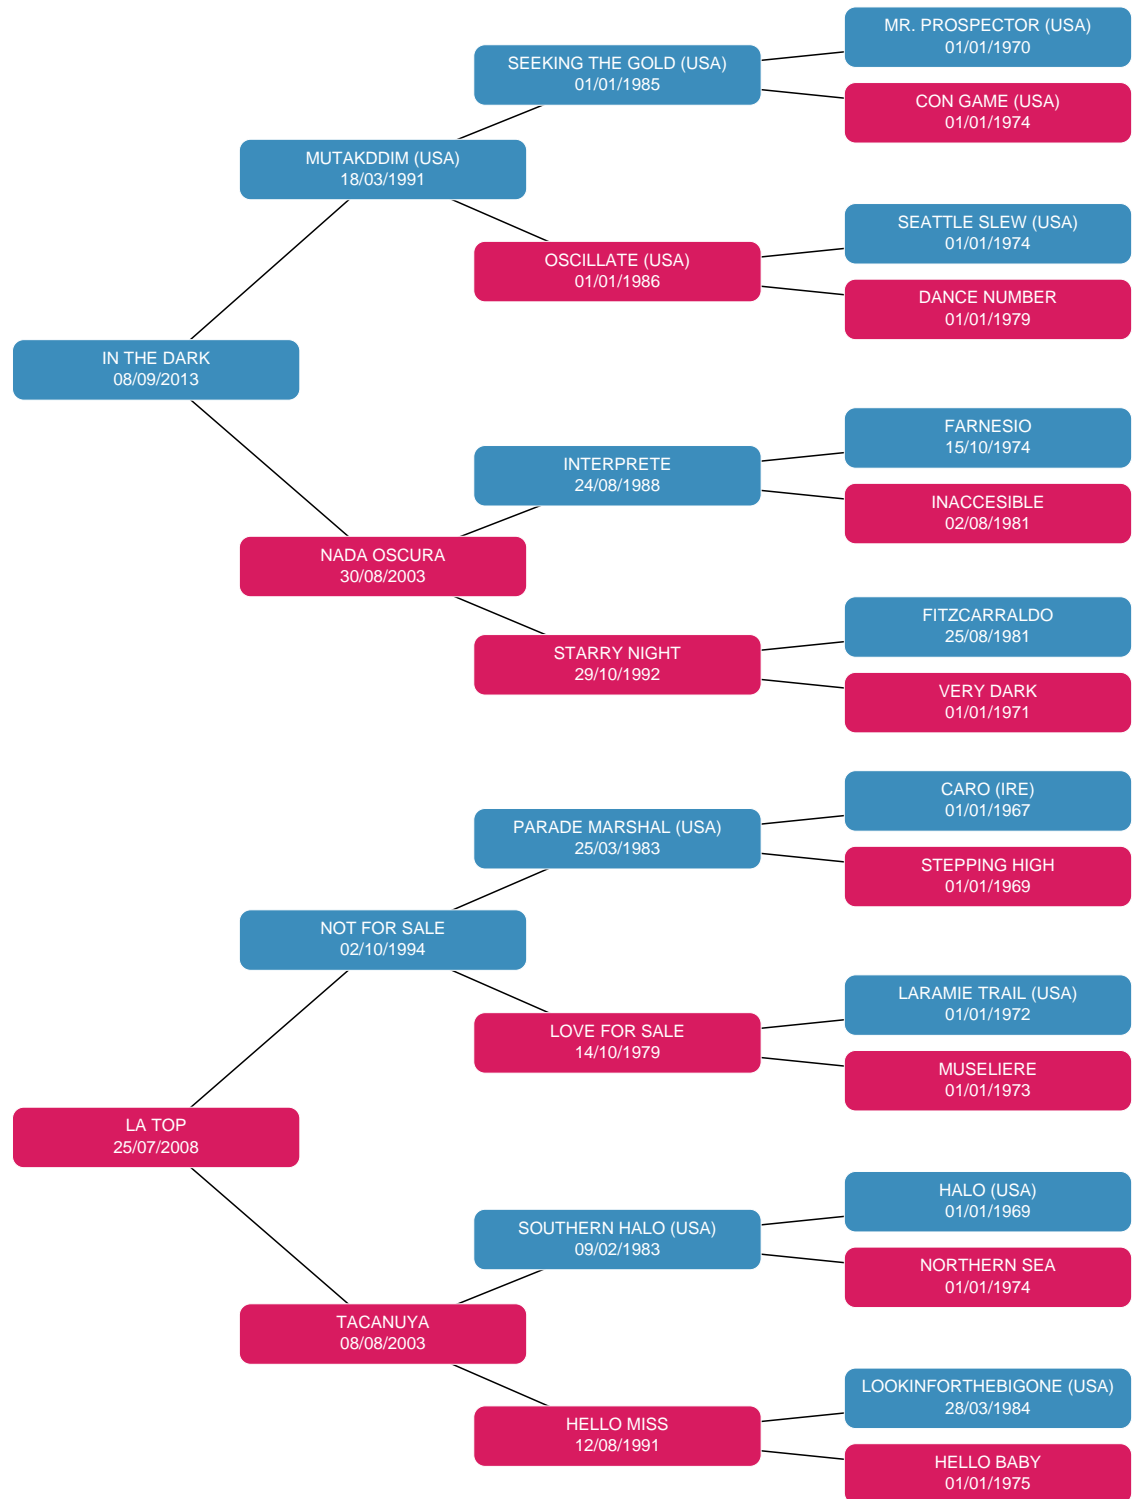 MR. PROSPECTOR (USA)
01/01/1970
SEEKING THE GOLD (USA)
01/01/1985
CON GAME (USA)
01/01/1974
MUTAKDDIM (USA)
18/03/1991
SEATTLE SLEW (USA)
01/01/1974
OSCILLATE (USA)
01/01/1986
DANCE NUMBER
01/01/1979
IN THE DARK
08/09/2013
FARNESIO
15/10/1974
INTERPRETE
24/08/1988
INACCESIBLE
02/08/1981
NADA OSCURA
30/08/2003
FITZCARRALDO
25/08/1981
STARRY NIGHT
29/10/1992
VERY DARK
01/01/1971
CARO (IRE)
01/01/1967
PARADE MARSHAL (USA)
25/03/1983
STEPPING HIGH
01/01/1969
NOT FOR SALE
02/10/1994
LARAMIE TRAIL (USA)
01/01/1972
LOVE FOR SALE
14/10/1979
MUSELIERE
01/01/1973
LA TOP
25/07/2008
HALO (USA)
01/01/1969
SOUTHERN HALO (USA)
09/02/1983
NORTHERN SEA
01/01/1974
TACANUYA
08/08/2003
LOOKINFORTHEBIGONE (USA)
28/03/1984
HELLO MISS
12/08/1991
HELLO BABY
01/01/1975